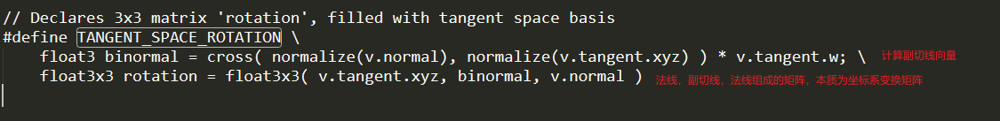 // Declares 3x3 matrix 'rotation', filled with tangent space basis
#define TANGENT_SPACE_ROTATION \
float3 binormal = cross( normalize(v.normal), normalize(v.tangent.xyz) ) * v.tangent.w; \ 计算副切线向量
float3x3 rotation = float3x3( v.tangent.xyz, binormal, v.normal ) 法线，副切线，法线组成的矩阵，本质为坐标系变换矩阵